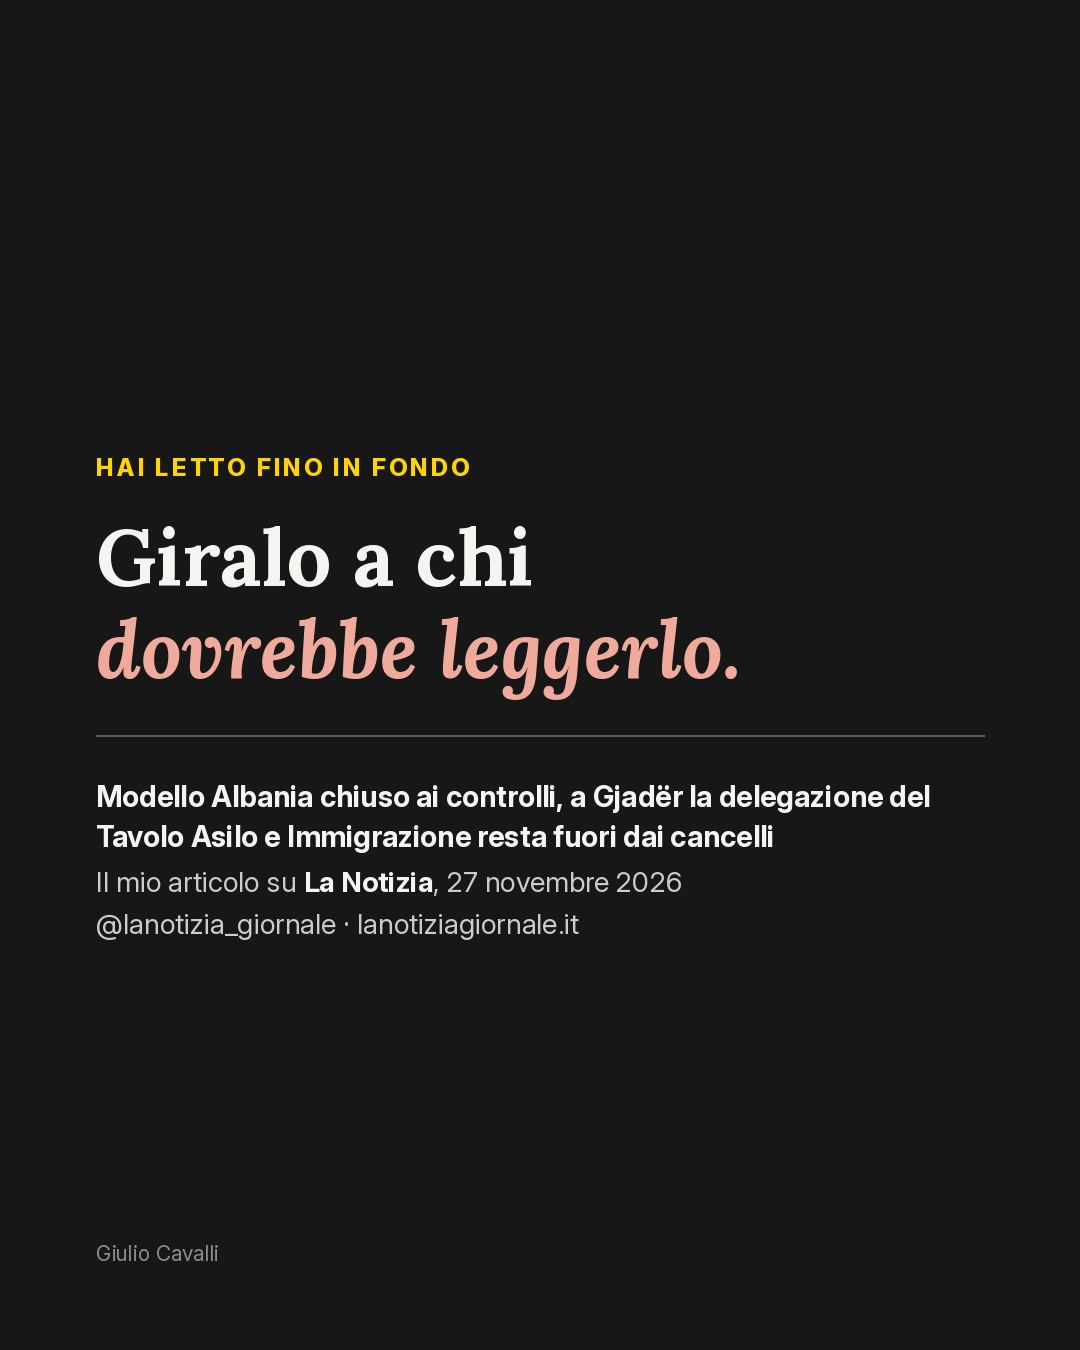 HAI LETTO FINO IN FONDO
Giralo a chi
dovrebbe leggerlo.
Modello Albania chiuso ai controlli, a Gjadër la delegazione del
Tavolo Asilo e Immigrazione resta fuori dai cancelli
Il mio articolo su La Notizia, 27 novembre 2026
@lanotizia_giornale · lanotiziagiornale.it
Giulio Cavalli